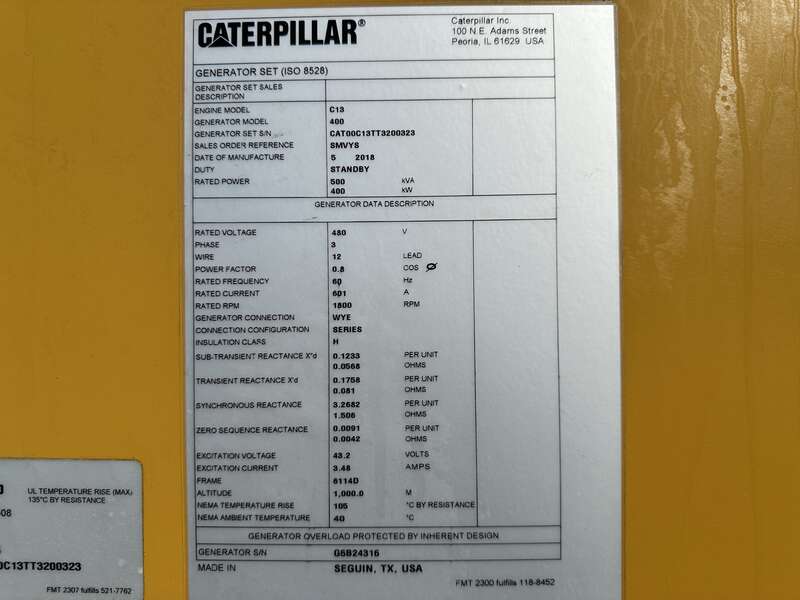 CATERPILLAR®
Caterpillar Inc.
100 N.E. Adams Street
Peoria, IL 61629 USA
GENERATOR SET (ISO 8528)
GENERATOR SET SALES
DESCRIPTION
ENGINE MODEL C13
GENERATOR MODEL 400
GENERATOR SET S/N CAT00C13TT3200323
SALES ORDER REFERENCE SMVYS
DATE OF MANUFACTURE 5 2018
DUTY STANDBY
RATED POWER 500 kVA
400 kW
GENERATOR DATA DESCRIPTION
RATED VOLTAGE 480 V
PHASE 3
WIRE 12 LEAD
POWER FACTOR 0.8 COS Ø
RATED FREQUENCY 60 Hz
RATED CURRENT 601 A
RATED RPM 1800 RPM
GENERATOR CONNECTION WYE
CONNECTION CONFIGURATION SERIES
INSULATION CLASS H
SUB-TRANSIENT REACTANCE X"d 0.1233 PER UNIT
0.0568 OHMS
TRANSIENT REACTANCE X'd 0.1758 PER UNIT
0.081 OHMS
SYNCHRONOUS REACTANCE 3.2682 PER UNIT
1.506 OHMS
ZERO SEQUENCE REACTANCE 0.0091 PER UNIT
0.0042 OHMS
EXCITATION VOLTAGE 43.2 VOLTS
EXCITATION CURRENT 3.48 AMPS
FRAME 6114D
ALTITUDE 1,000.0 M
NEMA TEMPERATURE RISE 105 °C BY RESISTANCE
NEMA AMBIENT TEMPERATURE 40 °C
GENERATOR OVERLOAD PROTECTED BY INHERENT DESIGN
GENERATOR S/N G6B24316
MADE IN SEGUIN, TX, USA
FMT 2300 fulfills 118-8452
UL TEMPERATURE RISE (MAX)
135°C BY RESISTANCE
08
0C13TT3200323
FMT 2307 fulfills 521-7762